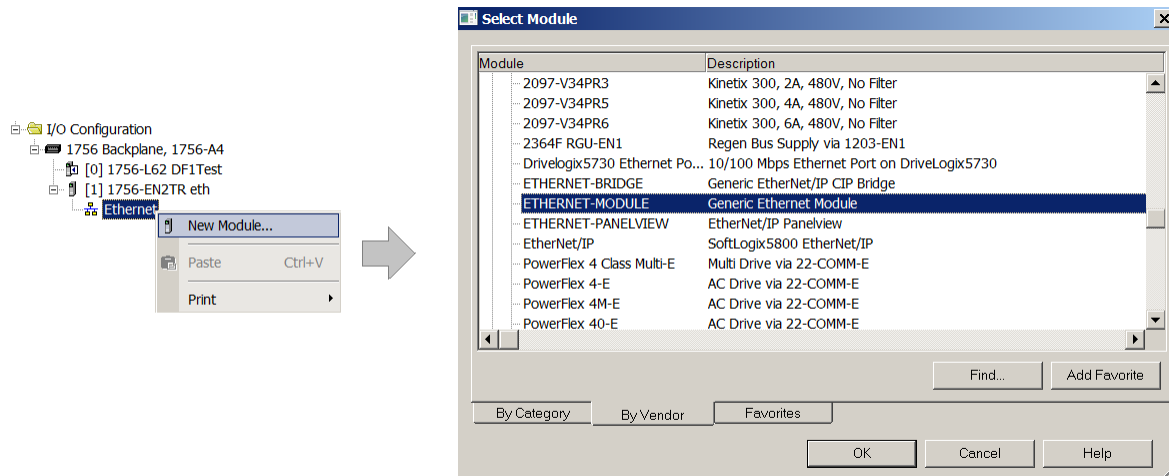 I/O Configuration
1756 Backplane, 1756-A4
[0] 1756-L62 DF1Test
[1] 1756-EN2TR eth
Ethernet
New Module...
Paste Ctrl+V
Print
Select Module
Module Description
2097-V34PR3 Kinetix 300, 2A, 480V, No Filter
2097-V34PR5 Kinetix 300, 4A, 480V, No Filter
2097-V34PR6 Kinetix 300, 6A, 480V, No Filter
2364F RGU-EN1 Regen Bus Supply via 1203-EN1
Drivelogix5730 Ethernet Po... 10/100 Mbps Ethernet Port on DriveLogix5730
ETHERNET-BRIDGE Generic EtherNet/IP CIP Bridge
ETHERNET-MODULE Generic Ethernet Module
ETHERNET-PANELVIEW EtherNet/IP Panelview
EtherNet/IP SoftLogix5800 EtherNet/IP
PowerFlex 4 Class Multi-E Multi Drive via 22-COMM-E
PowerFlex 4-E AC Drive via 22-COMM-E
PowerFlex 4M-E AC Drive via 22-COMM-E
PowerFlex 40-E AC Drive via 22-COMM-E
Find... Add Favorite
By Category By Vendor Favorites
OK Cancel Help